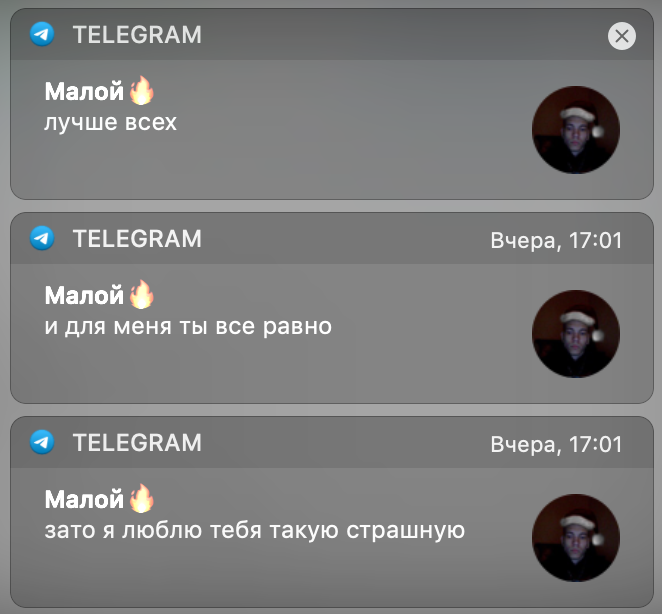 TELEGRAM
Малой🔥
лучше всех
TELEGRAM Вчера, 17:01
Малой🔥
и для меня ты все равно
TELEGRAM Вчера, 17:01
Малой🔥
зато я люблю тебя такую страшную